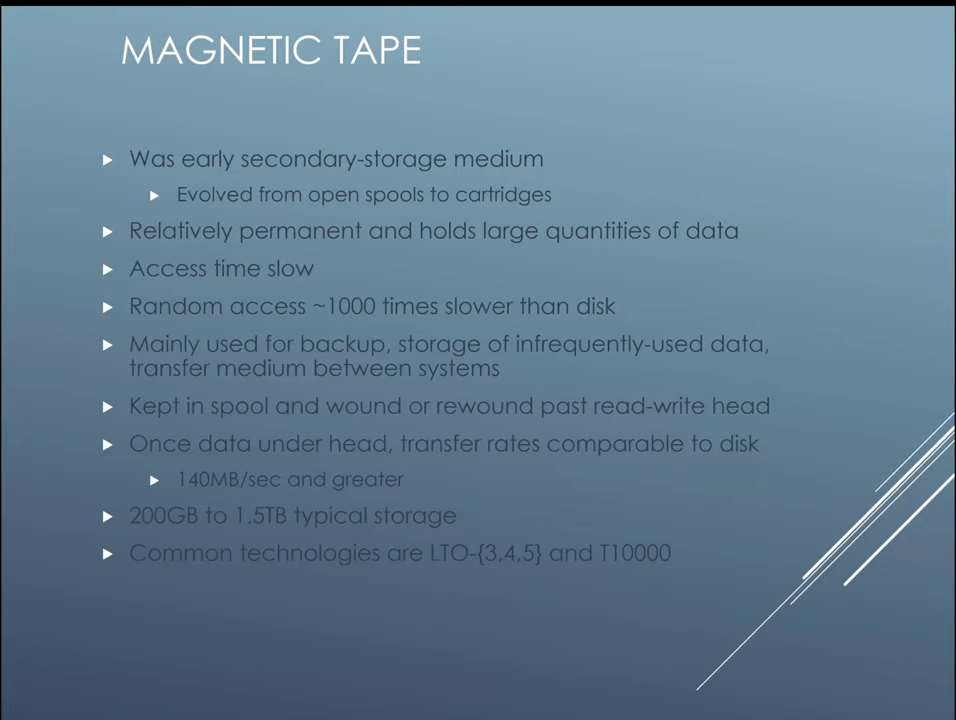 MAGNETIC TAPE
Was early secondary-storage medium
Evolved from open spools to cartridges
Relatively permanent and holds large quantities of data
Access time slow
Random access ~1000 times slower than disk
Mainly used for backup, storage of infrequently-used data,
transfer medium between systems
Kept in spool and wound or rewound past read-write head
Once data under head, transfer rates comparable to disk
140MB/sec and greater
200GB to 1.5TB typical storage
Common technologies are LTO-{3,4,5} and T10000